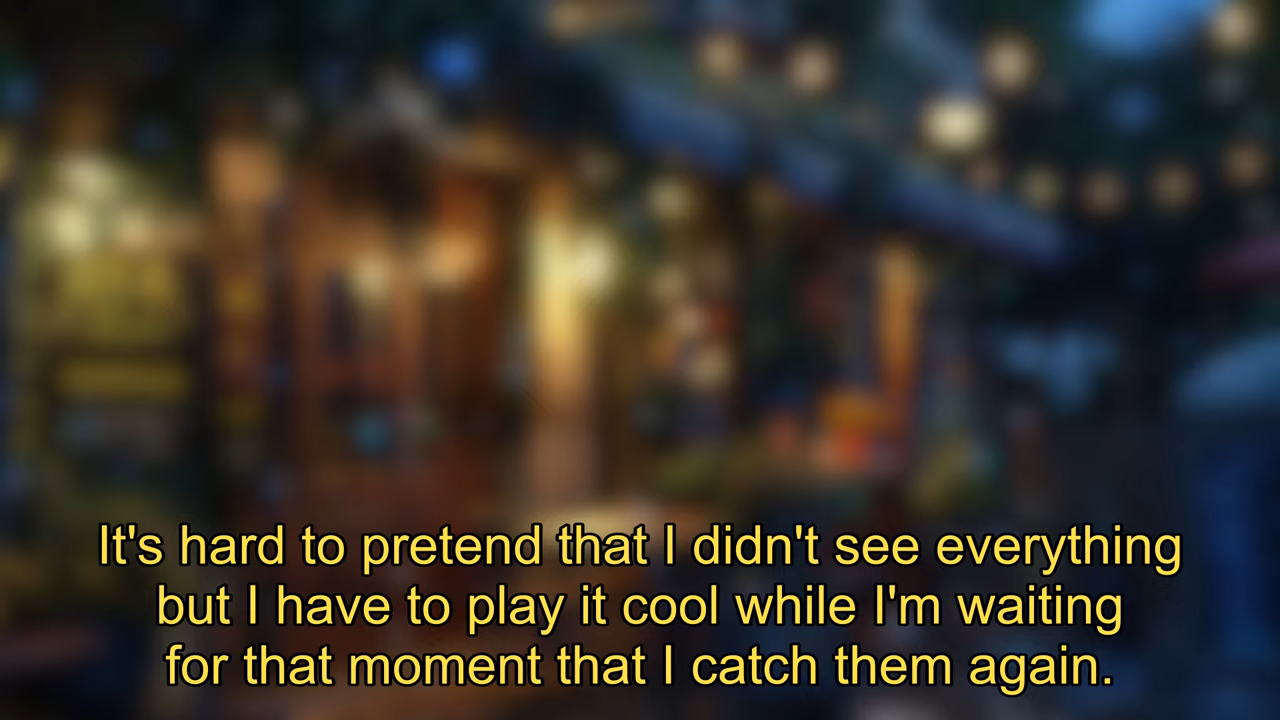 It's hard to pretend that I didn't see everything
but I have to play it cool while I'm waiting
for that moment that I catch them again.